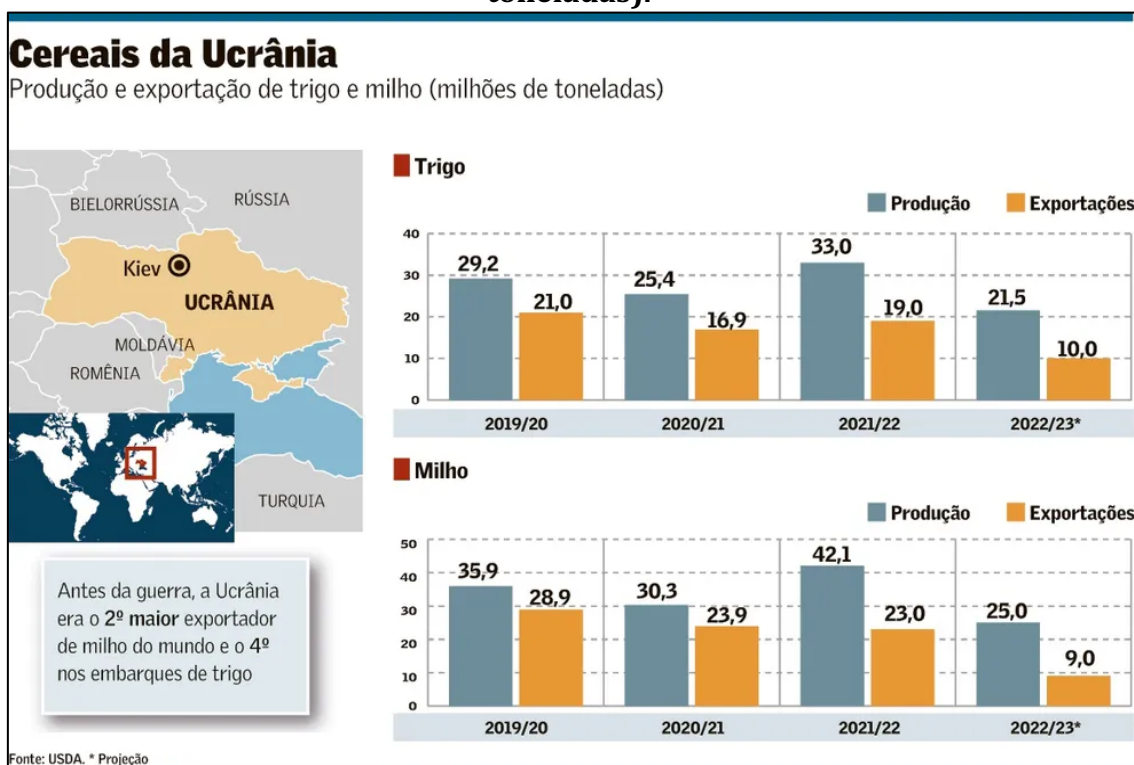 toneladas).
Cereais da Ucrânia
Produção e exportação de trigo e milho (milhões de toneladas)
BIELORRÚSSIA
RÚSSIA
Kiev
UCRÂNIA
MOLDÁVIA
ROMÊNIA
TURQUIA
Antes da guerra, a Ucrânia
era o 2º maior exportador
de milho do mundo e o 4º
nos embarques de trigo
Trigo
Produção Exportações
40
30
20
10
0
29,2
21,0
25,4
16,9
33,0
19,0
21,5
10,0
2019/20 2020/21 2021/22 2022/23*
Milho
Produção Exportações
50
40
30
20
10
0
35,9
28,9
30,3
23,9
42,1
23,0
25,0
9,0
2019/20 2020/21 2021/22 2022/23*
Fonte: USDA. * Projeção